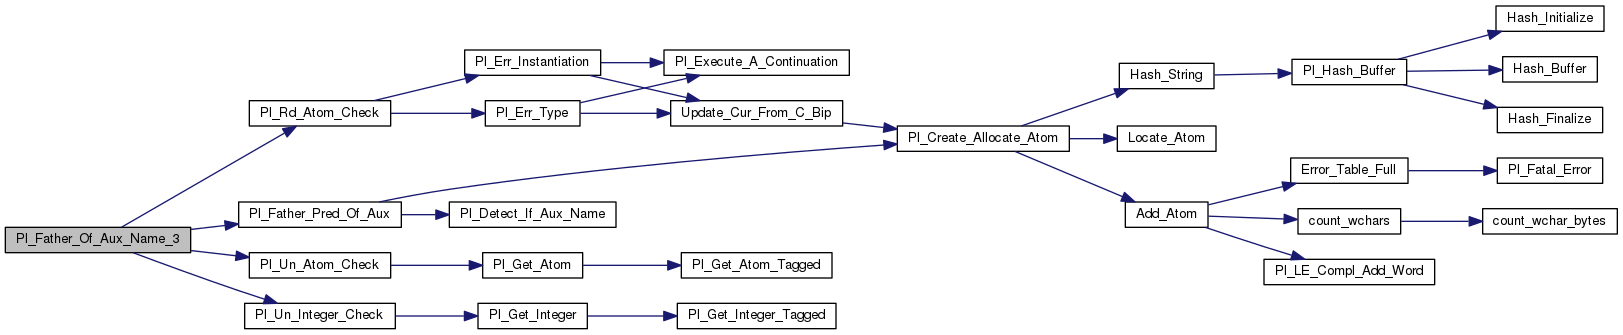 Pl_Father_Of_Aux_Name_3
Pl_Rd_Atom_Check
Pl_Father_Pred_Of_Aux
Pl_Un_Atom_Check
Pl_Un_Integer_Check
Pl_Err_Instantiation
Pl_Err_Type
Pl_Detect_If_Aux_Name
Pl_Get_Atom
Pl_Get_Integer
Pl_Execute_A_Continuation
Update_Cur_From_C_Bip
Pl_Get_Atom_Tagged
Pl_Get_Integer_Tagged
Pl_Create_Allocate_Atom
Hash_String
Locate_Atom
Add_Atom
Pl_Hash_Buffer
Error_Table_Full
count_wchars
Pl_LE_Compl_Add_Word
Hash_Initialize
Hash_Buffer
Hash_Finalize
Pl_Fatal_Error
count_wchar_bytes